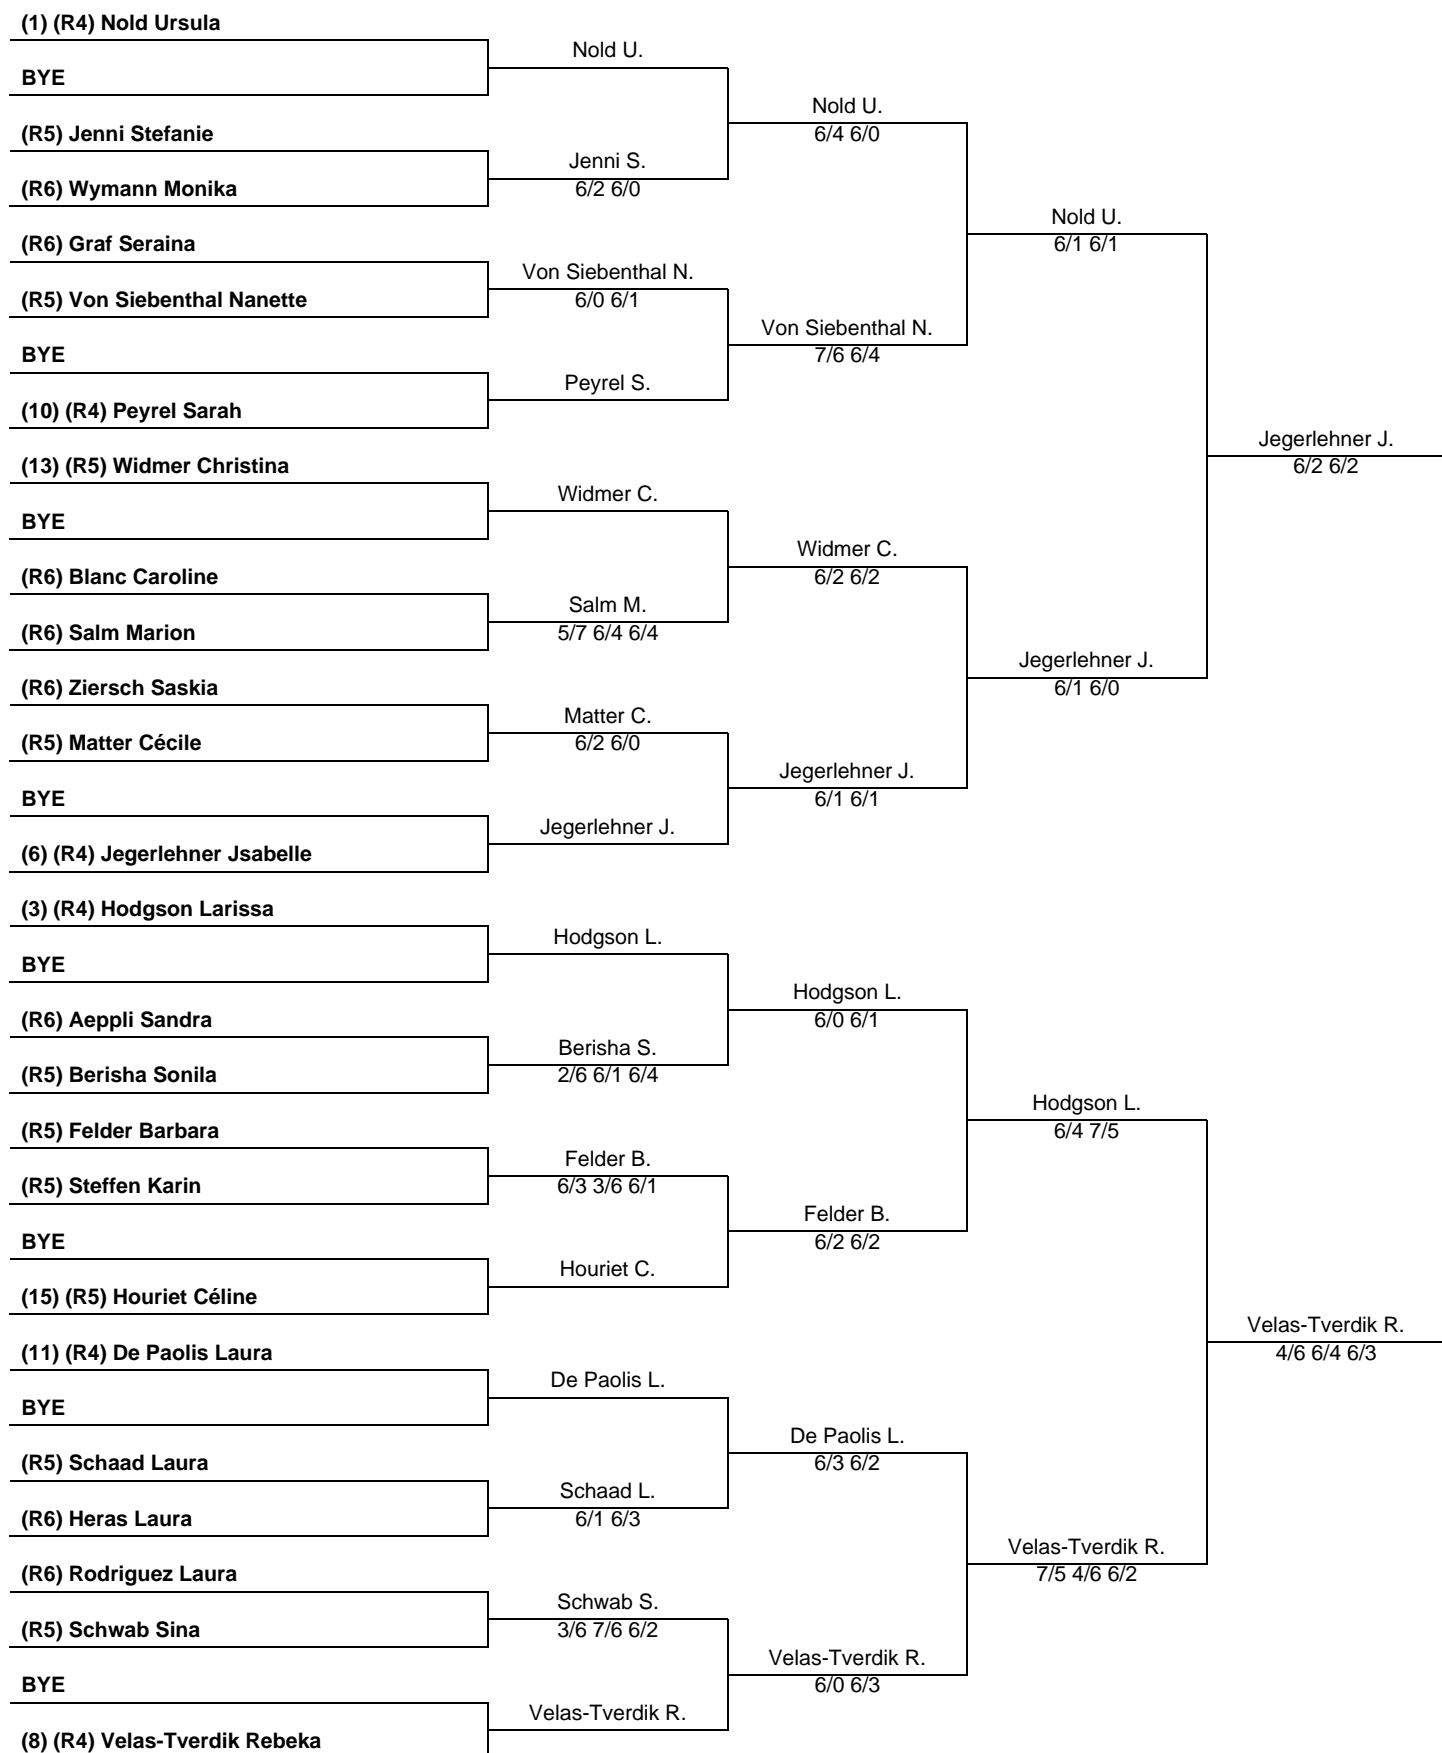 (1) (R4) Nold Ursula
BYE
(R5) Jenni Stefanie
(R6) Wymann Monika
(R6) Graf Seraina
(R5) Von Siebenthal Nanette
BYE
(10) (R4) Peyrel Sarah
(13) (R5) Widmer Christina
BYE
(R6) Blanc Caroline
(R6) Salm Marion
(R6) Ziersch Saskia
(R5) Matter Cécile
BYE
(6) (R4) Jegerlehner Jsabelle
(3) (R4) Hodgson Larissa
BYE
(R6) Aeppli Sandra
(R5) Berisha Sonila
(R5) Felder Barbara
(R5) Steffen Karin
BYE
(15) (R5) Houriet Céline
(11) (R4) De Paolis Laura
BYE
(R5) Schaad Laura
(R6) Heras Laura
(R6) Rodriguez Laura
(R5) Schwab Sina
BYE
(8) (R4) Velas-Tverdik Rebeka
Nold U.
Jenni S.
6/2 6/0
Von Siebenthal N.
6/0 6/1
Peyrel S.
Widmer C.
Salm M.
5/7 6/4 6/4
Matter C.
6/2 6/0
Jegerlehner J.
Hodgson L.
Berisha S.
2/6 6/1 6/4
Felder B.
6/3 3/6 6/1
Houriet C.
De Paolis L.
Schaad L.
6/1 6/3
Schwab S.
3/6 7/6 6/2
Velas-Tverdik R.
Nold U.
6/4 6/0
Von Siebenthal N.
7/6 6/4
Widmer C.
6/2 6/2
Jegerlehner J.
6/1 6/1
Hodgson L.
6/0 6/1
Felder B.
6/2 6/2
De Paolis L.
6/3 6/2
Velas-Tverdik R.
6/0 6/3
Nold U.
6/1 6/1
Jegerlehner J.
6/1 6/0
Hodgson L.
6/4 7/5
Velas-Tverdik R.
7/5 4/6 6/2
Jegerlehner J.
6/2 6/2
Velas-Tverdik R.
4/6 6/4 6/3